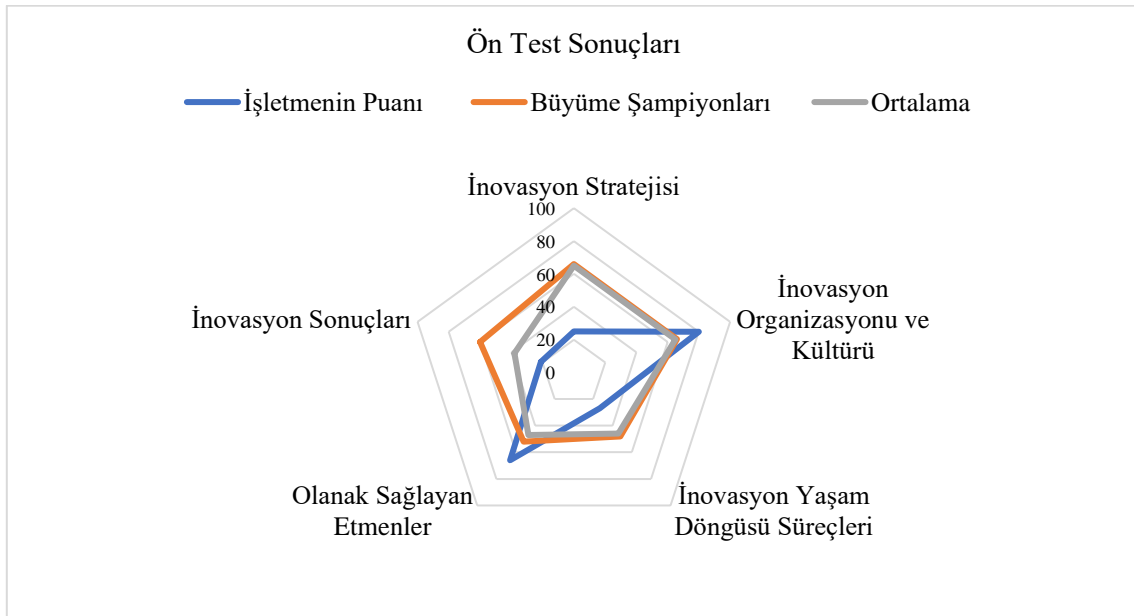 Ön Test Sonuçları
İşletmenin Puanı
Büyüme Şampiyonları
Ortalama
İnovasyon Stratejisi
100
80
60
40
20
0
İnovasyon
Organizasyonu ve
Kültürü
İnovasyon Sonuçları
Olanak Sağlayan
Etmenler
İnovasyon Yaşam
Döngüsü Süreçleri